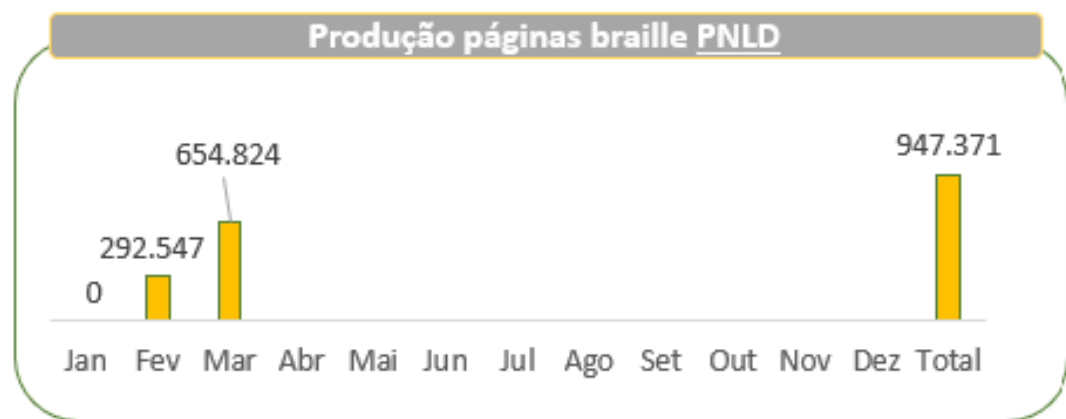 Produção páginas braille PNLD
947.371
654.824
292.547
0
Jan Fev Mar Abr Mai Jun Jul Ago Set Out Nov Dez Total